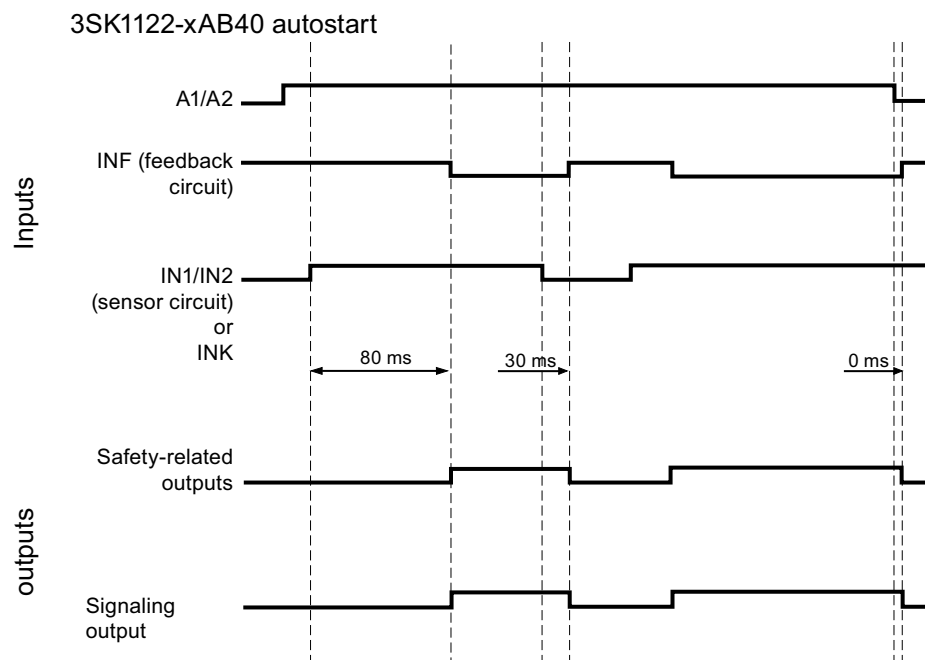 3SK1122-xAB40 autostart
A1/A2
INF (feedback
circuit)
Inputs
IN1/IN2
(sensor circuit)
or
INK
80 ms
30 ms
0 ms
Safety-related
outputs
outputs
Signaling
output